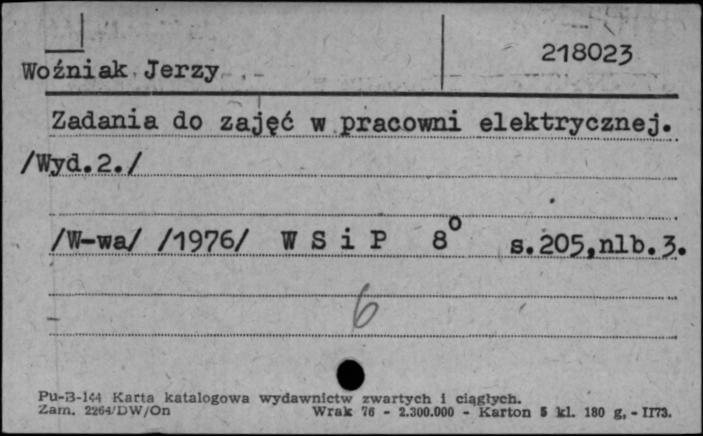 218023
Woźniak Jerzy
Zadania do zajęć w pracowni elektrycznej.
/Wyd.2./
/W-wa/ /1976/ W S i P 8° s.205,nlb.3.
6
Pu-B-144 Karta katalogowa wydawnictw zwartych i ciągłych.
Zam. 2264/DW/On Wrak 76 - 2.300.000 - Karton 5 kl. 180 g, - II73.